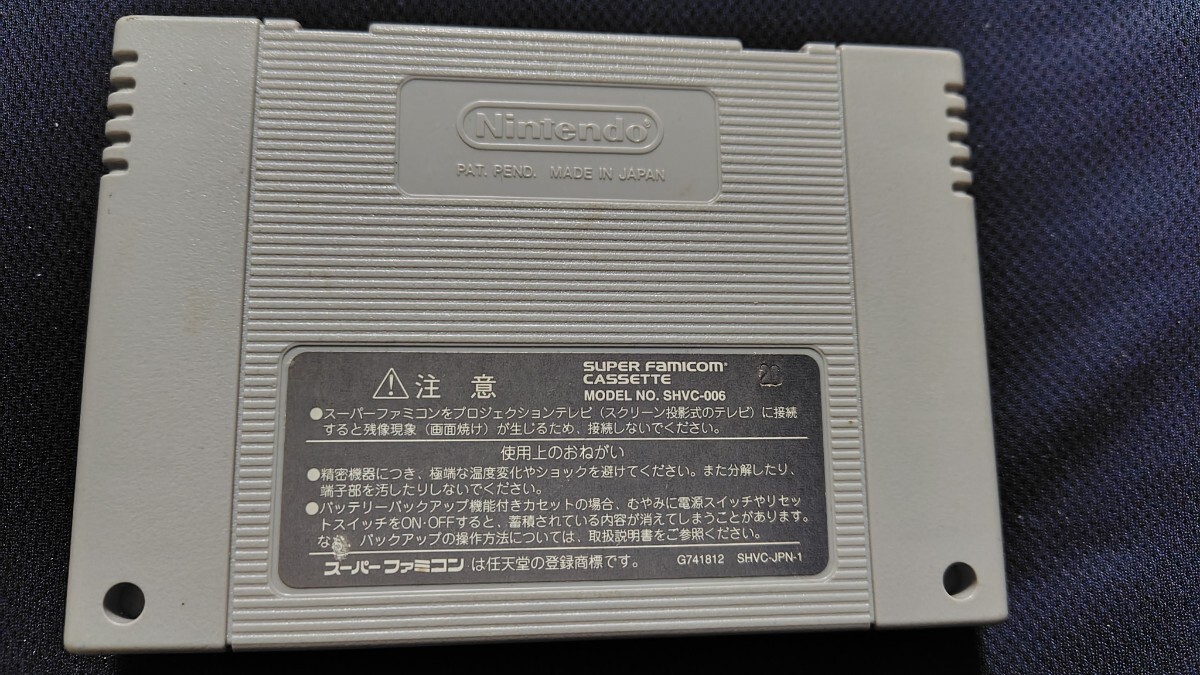 Nintendo
PAT. PEND. MADE IN JAPAN
⚠注意
SUPER FAMICOM
CASSETTE
MODEL NO. SHVC-006
20
●スーパーファミコンをプロジェクションテレビ（スクリーン投影式のテレビ）に接続
すると残像現象（画面焼け）が生じるため、接続しないでください。
使用上のおねがい
●精密機器につき、極端な温度変化やショックを避けてください。また分解したり、
端子部を汚したりしないでください。
●バッテリーバックアップ機能付きカセットの場合、むやみに電源スイッチやリセッ
トスイッチをON・OFFすると、蓄積されている内容が消えてしまうことがあります。
なお、バックアップの操作方法については、取扱説明書をご参照ください。
スーパーファミコンは任天堂の登録商標です。 G741812 SHVC-JPN-1